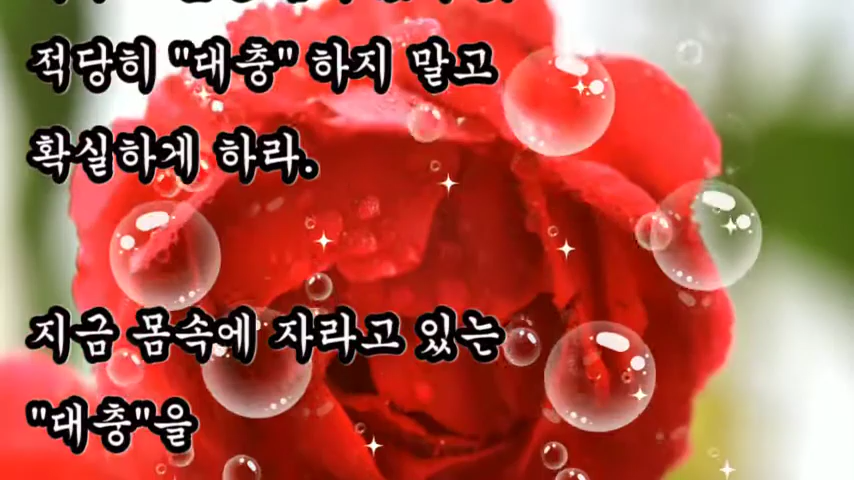 적당히 "대충" 하지 말고
확실하게 하라.
지금 몸속에 자라고 있는
"대충"을